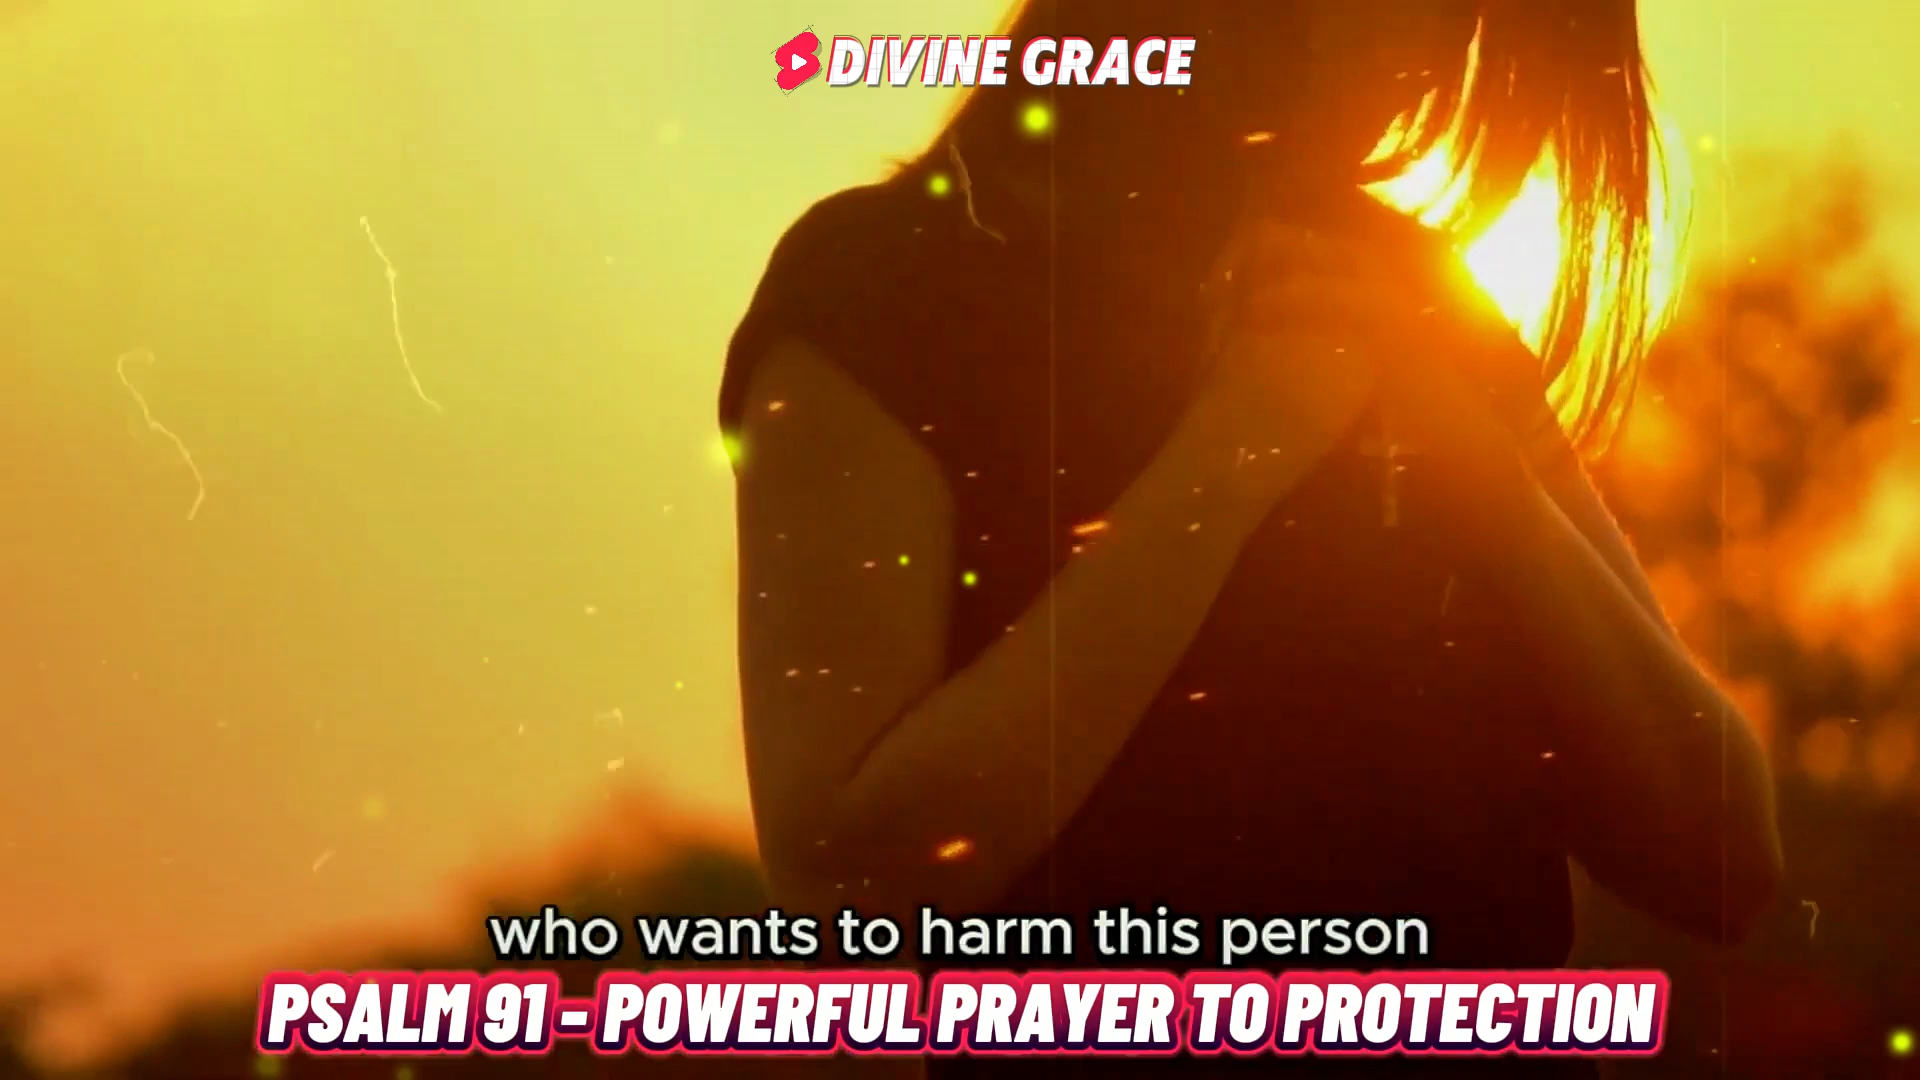 DIVINE GRACE
who wants to harm this person
PSALM 91 - POWERFUL PRAYER TO PROTECTION